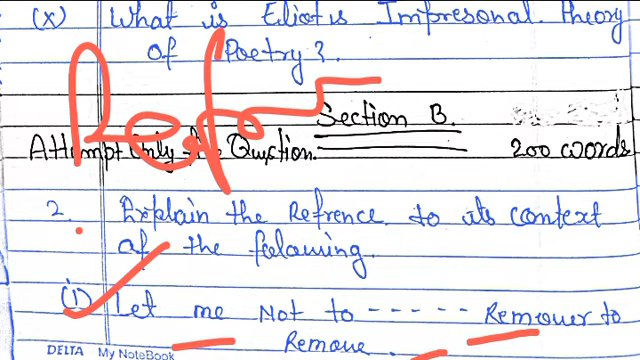 (x) What is Eliot's Impresonal Theory
of Poetry?
Ref
Section B.
Attempt Only Question. 200 words
2. Explain the Refrence to its context
of the folowing.
(i) Let me Not to ----- Remover to
Remove.
DELTA My NoteBook